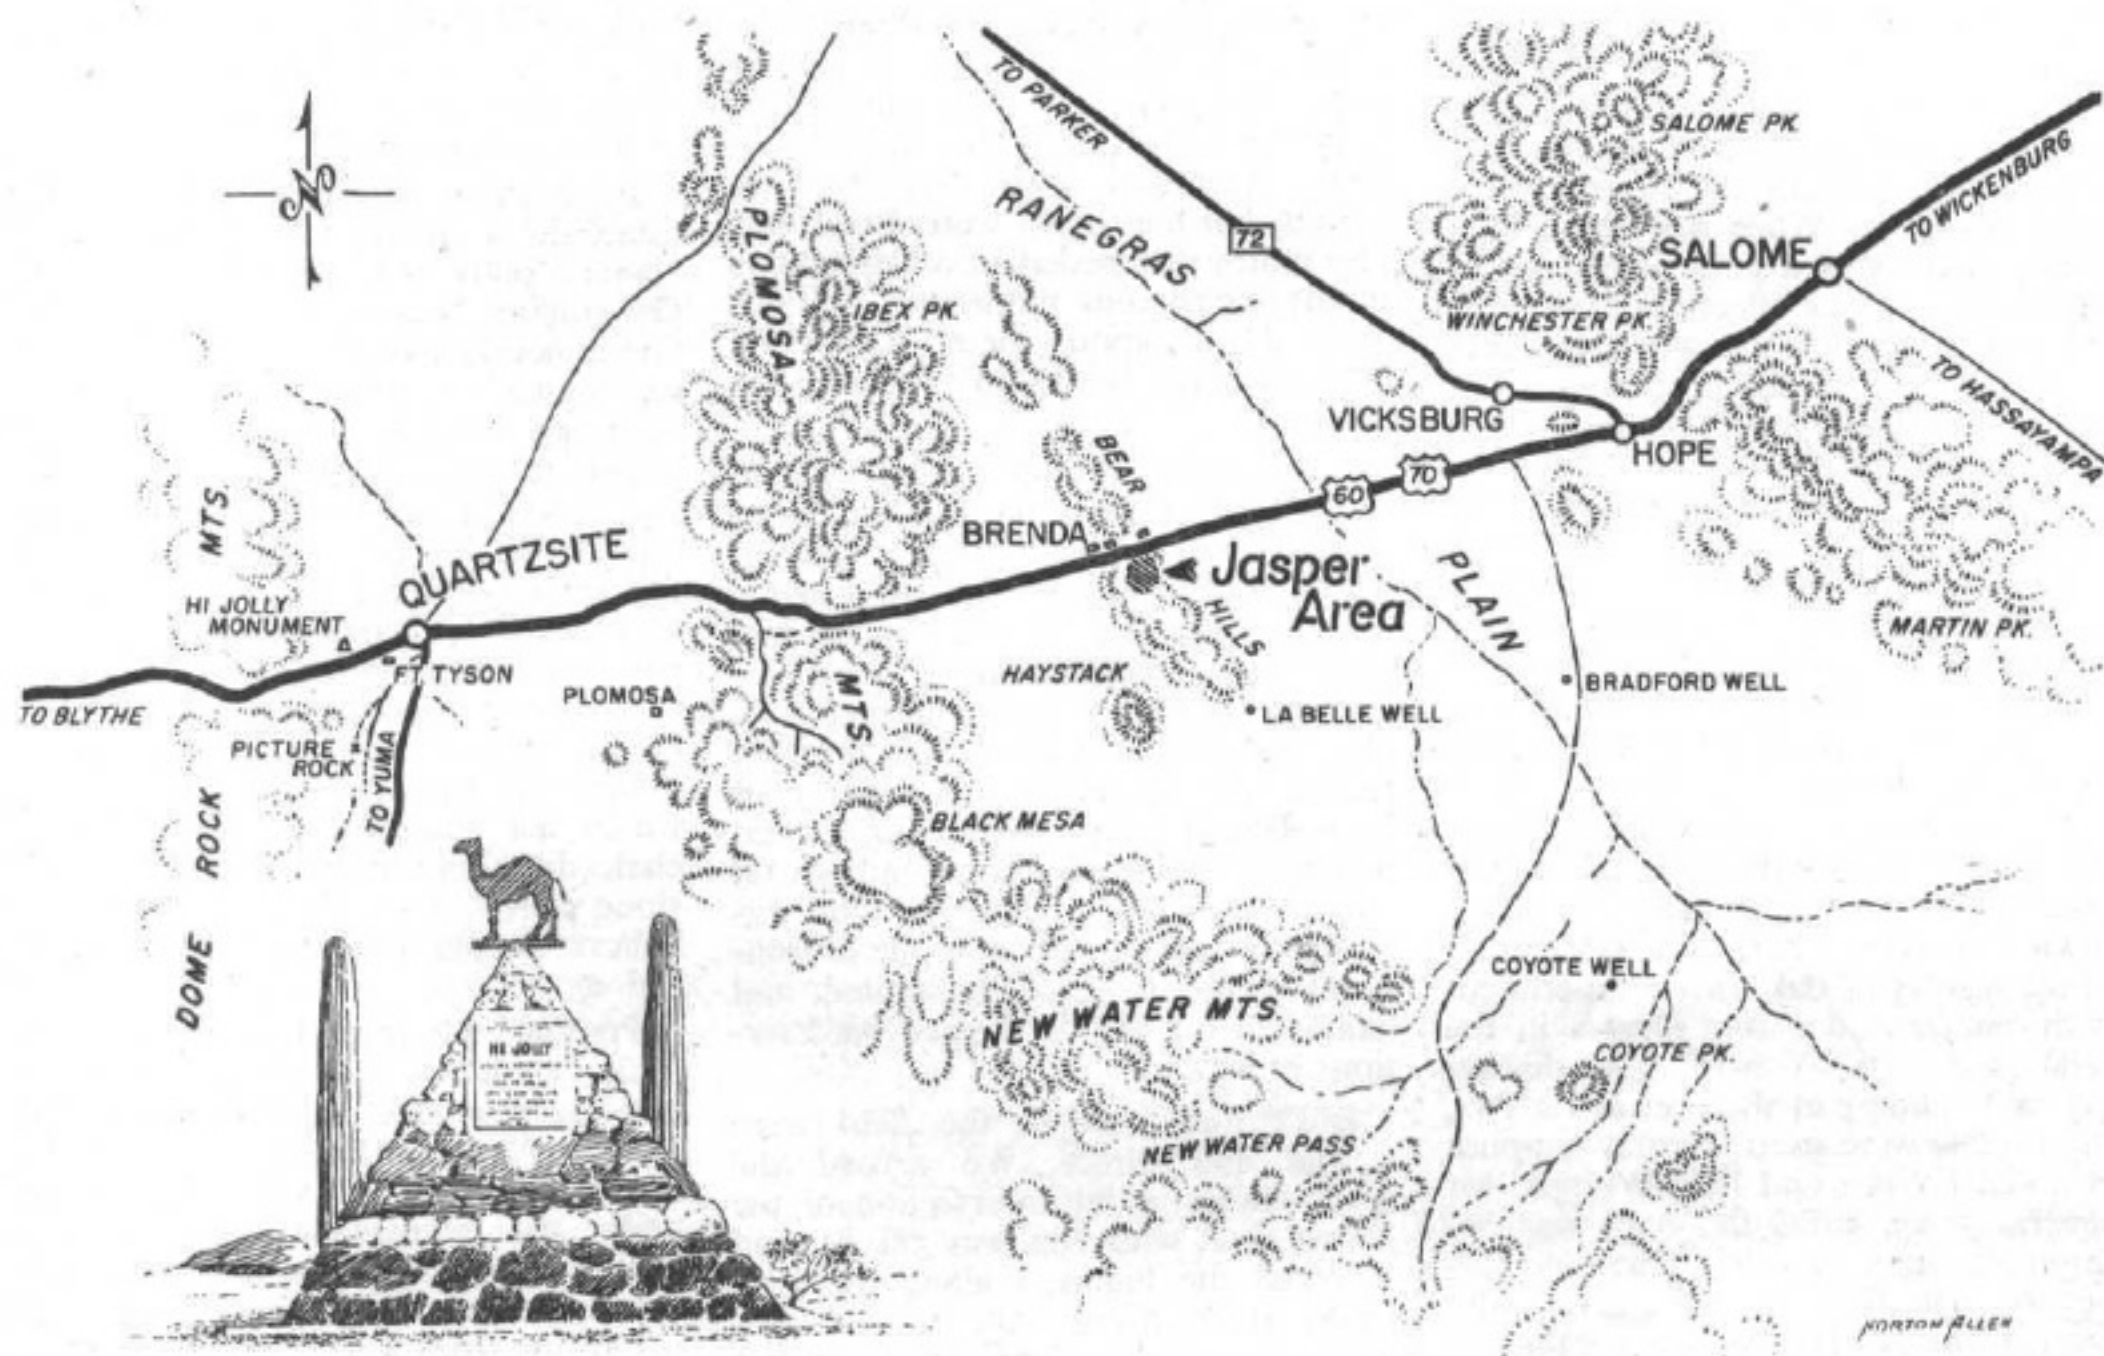 TO PARKER
SALOME PK.
TO WICKENBURG
N
RANEGRAS
72
PLOMOSA
SALOME
IBEX PK.
WINCHESTER PK.
TO HASSAYAMPA
VICKSBURG
HOPE
BEAR
60
70
MTS.
BRENDA
QUARTZSITE
Jasper
Area
PLAIN
HI JOLLY
MONUMENT
HILLS
MARTIN PK.
FT. TYSON
HAYSTACK
BRADFORD WELL
PLOMOSA
MTS.
LA BELLE WELL
TO BLYTHE
PICTURE
ROCK
TO YUMA
BLACK MESA
DOME ROCK
COYOTE WELL
NEW WATER MTS.
HI JOLLY
COYOTE PK.
NEW WATER PASS
NORTON ALLEN